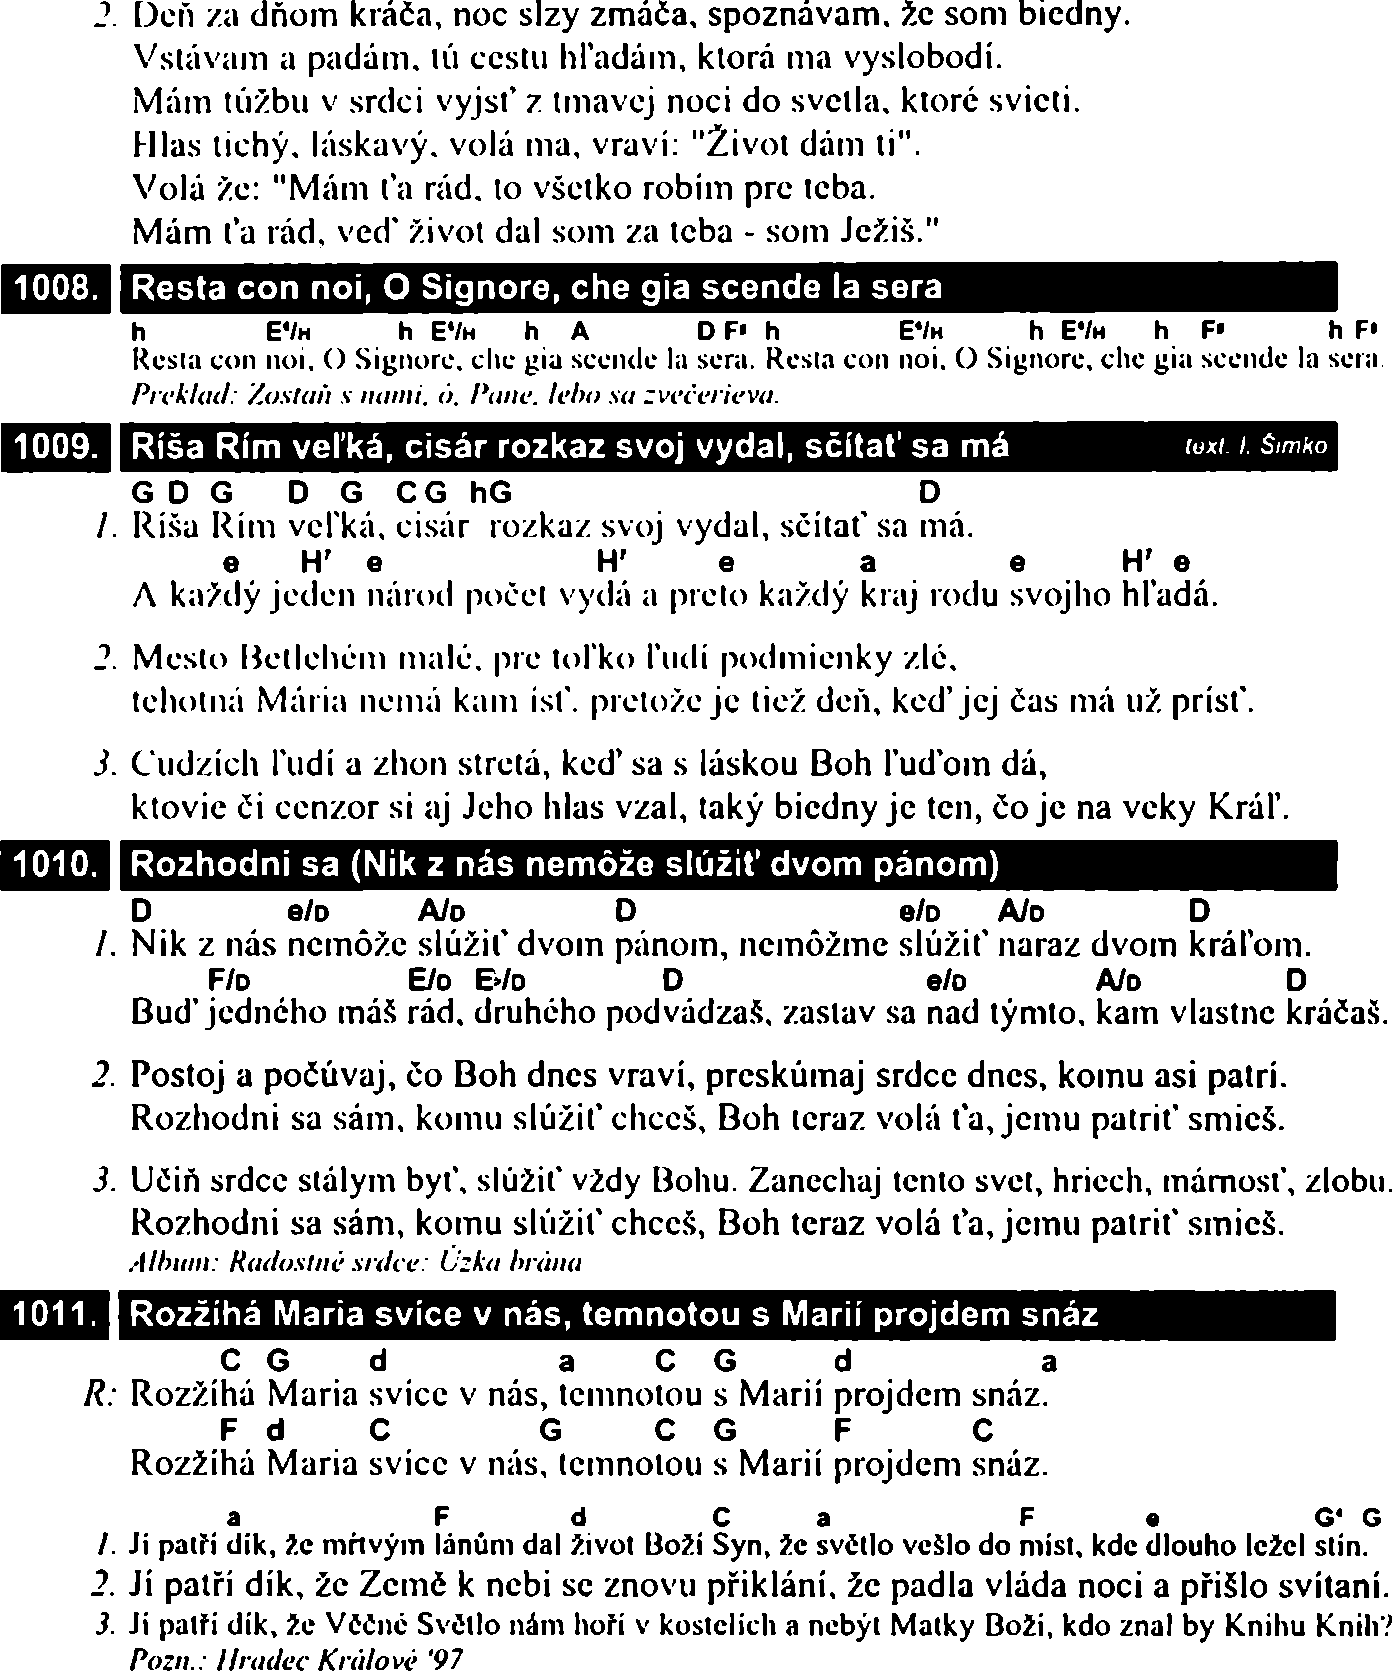 2. Deň za dňom kráča, noc slzy zmáča, spoznávam, že som biedny.
Vstávam a padám, tú cestu hľadám, ktorá ma vyslobodí.
Mám túžbu v srdci vyjsť z tmavej noci do svetla, ktoré svieti.
Hlas tichý, láskavý, volá ma, vraví: "Život dám ti".
Volá že: "Mám ťa rád, to všetko robím pre teba.
Mám ťa rád, veď život dal som za teba - som Ježiš."
1008. Resta con noi, O Signore, che gia scende la sera
h E⁴/H h E⁴/H h A D F♯ h E⁴/H h E⁴/H h F♯ h F♯
Resta con noi, O Signore, che gia scende la sera. Resta con noi, O Signore, che gia scende la sera.
Preklad: Zostaň s nami, ó, Pane, lebo sa zvečerieva.
1009. Ríša Rím veľká, cisár rozkaz svoj vydal, sčítať sa má text. I. Šimko
G D G D G C G h G D
1. Ríša Rím veľká, cisár rozkaz svoj vydal, sčítať sa má.
e H⁷ e H⁷ e a e H⁷ e
A každý jeden národ počet vydá a preto každý kraj rodu svojho hľadá.
2. Mesto Betlehém malé, pre toľko ľudí podmienky zlé,
tehotná Mária nemá kam ísť, pretože je tiež deň, keď jej čas má už prísť.
3. Cudzích ľudí a zhon stretá, keď sa s láskou Boh ľuďom dá,
ktovie či cenzor si aj Jeho hlas vzal, taký biedny je ten, čo je na veky Kráľ.
1010. Rozhodni sa (Nik z nás nemôže slúžiť dvom pánom)
D e/D A/D D e/D A/D D
1. Nik z nás nemôže slúžiť dvom pánom, nemôžme slúžiť naraz dvom kráľom.
F/D E/D E♭/D D e/D A/D D
Buď jedného máš rád, druhého podvádzaš, zastav sa nad týmto, kam vlastne kráčaš.
2. Postoj a počúvaj, čo Boh dnes vraví, preskúmaj srdce dnes, komu asi patrí.
Rozhodni sa sám, komu slúžiť chceš, Boh teraz volá ťa, jemu patriť smieš.
3. Učiň srdce stálym byť, slúžiť vždy Bohu. Zanechaj tento svet, hriech, márnosť, zlobu.
Rozhodni sa sám, komu slúžiť chceš, Boh teraz volá ťa, jemu patriť smieš.
Album: Radostné srdce: Úzka brána
1011. Rozžíhá Maria svíce v nás, temnotou s Marií projdem snáz
C G d a C G d a
R: Rozžíhá Maria svíce v nás, temnotou s Marií projdem snáz.
F d C G C G F C
Rozžíhá Maria svíce v nás, temnotou s Marií projdem snáz.
a F d C a F e G⁴ G
1. Jí patří dík, že mŕtvým lánům dal život Boží Syn, že světlo vešlo do míst, kde dlouho ležel stín.
2. Jí patří dík, že Země k nebi se znovu přiklání, že padla vláda noci a přišlo svítaní.
3. Jí patří dík, že Věčné Světlo nám hoří v kostelích a nebýt Matky Boží, kdo znal by Knihu Knih?
Pozn.: Hradec Králové '97